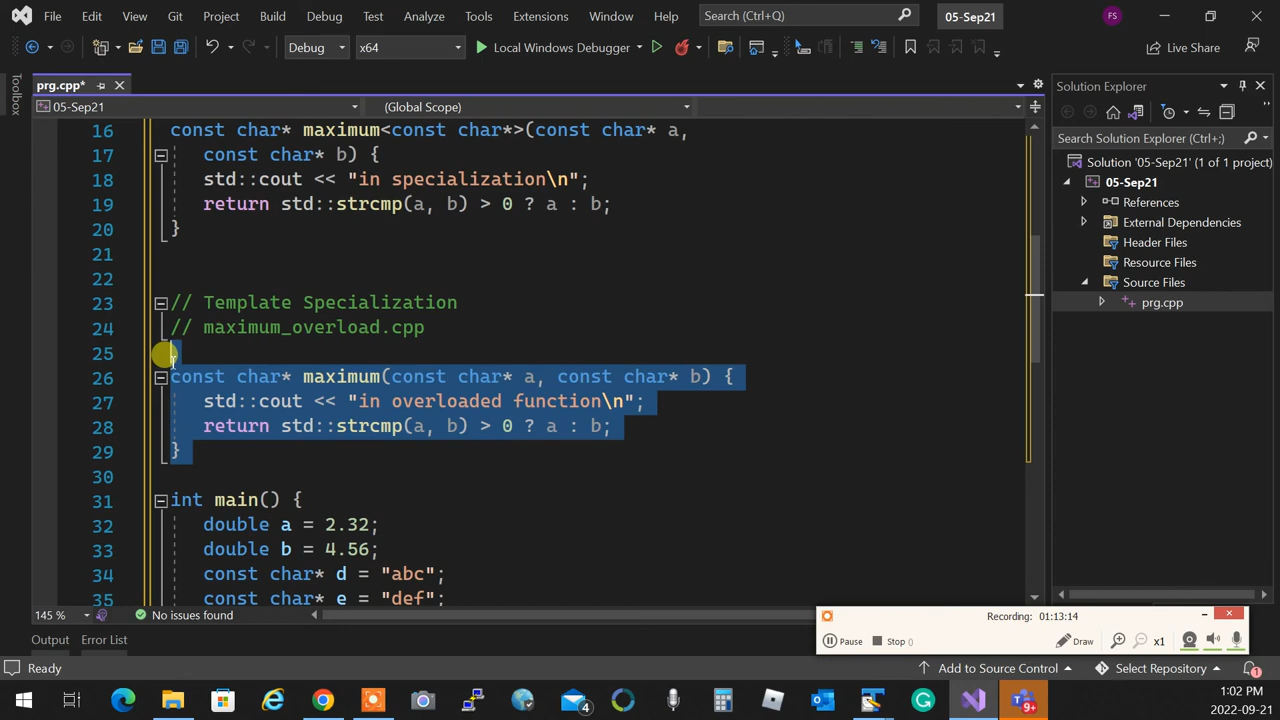 File Edit View Git Project Build Debug Test Analyze Tools Extensions Window Help Search (Ctrl+Q) 05-Sep21 FS
Debug x64 Local Windows Debugger Live Share
Toolbox
prg.cpp*
05-Sep21 (Global Scope)
16 const char* maximum<const char*>(const char* a,
17 const char* b) {
18 std::cout << "in specialization\n";
19 return std::strcmp(a, b) > 0 ? a : b;
20 }
21
22
23 // Template Specialization
24 // maximum_overload.cpp
25
26 const char* maximum(const char* a, const char* b) {
27 std::cout << "in overloaded function\n";
28 return std::strcmp(a, b) > 0 ? a : b;
29 }
30
31 int main() {
32 double a = 2.32;
33 double b = 4.56;
34 const char* d = "abc";
35 const char* e = "def";
145 % No issues found
Solution Explorer
Search Solution Explorer (Ctrl+;)
Solution '05-Sep21' (1 of 1 project)
05-Sep21
References
External Dependencies
Header Files
Resource Files
Source Files
prg.cpp
Recording: 01:13:14
Pause Stop Draw x1
Output Error List
Ready Add to Source Control Select Repository 1
4 9+ 1:02 PM
2022-09-21